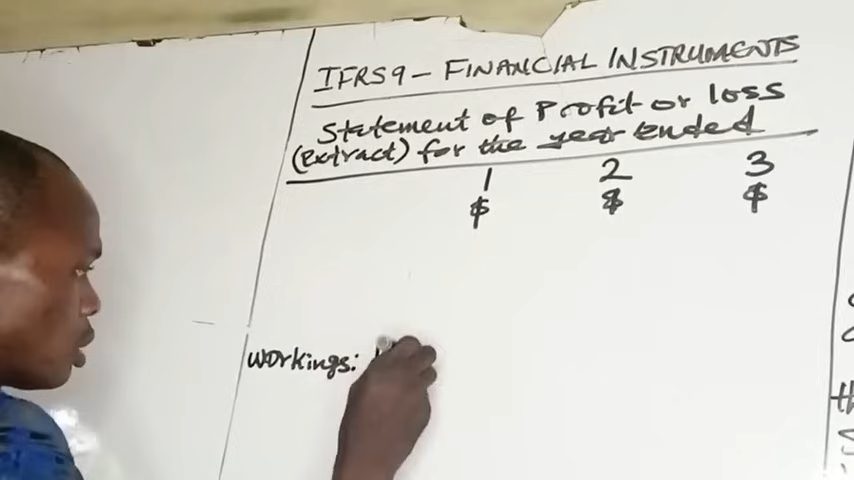 IFRS9 - FINANCIAL INSTRUMENTS
Statement of Profit or loss
(extract) for the year ended
1 2 3
$ $ $
workings: